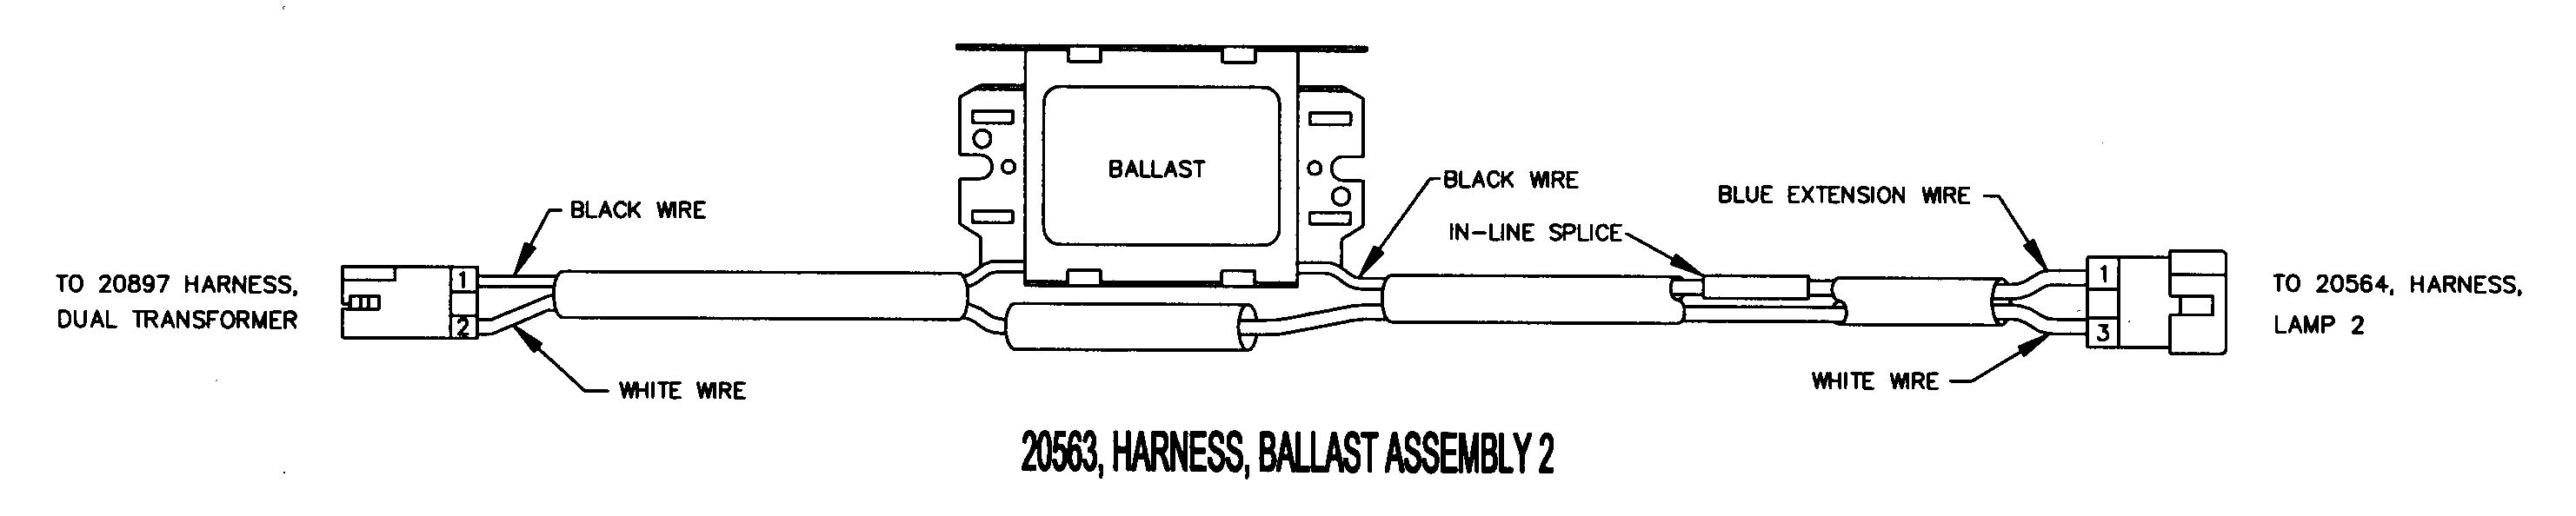 BALLAST
BLACK WIRE
BLACK WIRE
BLUE EXTENSION WIRE
IN-LINE SPLICE
TO 20897 HARNESS,
DUAL TRANSFORMER
1
2
1
3
TO 20564, HARNESS,
LAMP 2
WHITE WIRE
WHITE WIRE
20563, HARNESS, BALLAST ASSEMBLY 2